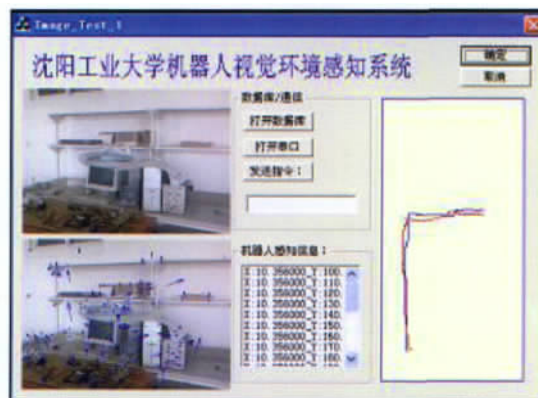 Image_Test_1
沈阳工业大学机器人视觉环境感知系统
确定
取消
数据库/通信
打开数据库
打开串口
发送指令：
机器人感知信息：
X:10.356000_Y:100.
X:10.356000_Y:110.
X:10.356000_Y:120.
X:10.356000_Y:130.
X:10.356000_Y:140.
X:10.356000_Y:150.
X:10.356000_Y:160.
X:10.356000_Y:170.
X:10.356000_Y:180.